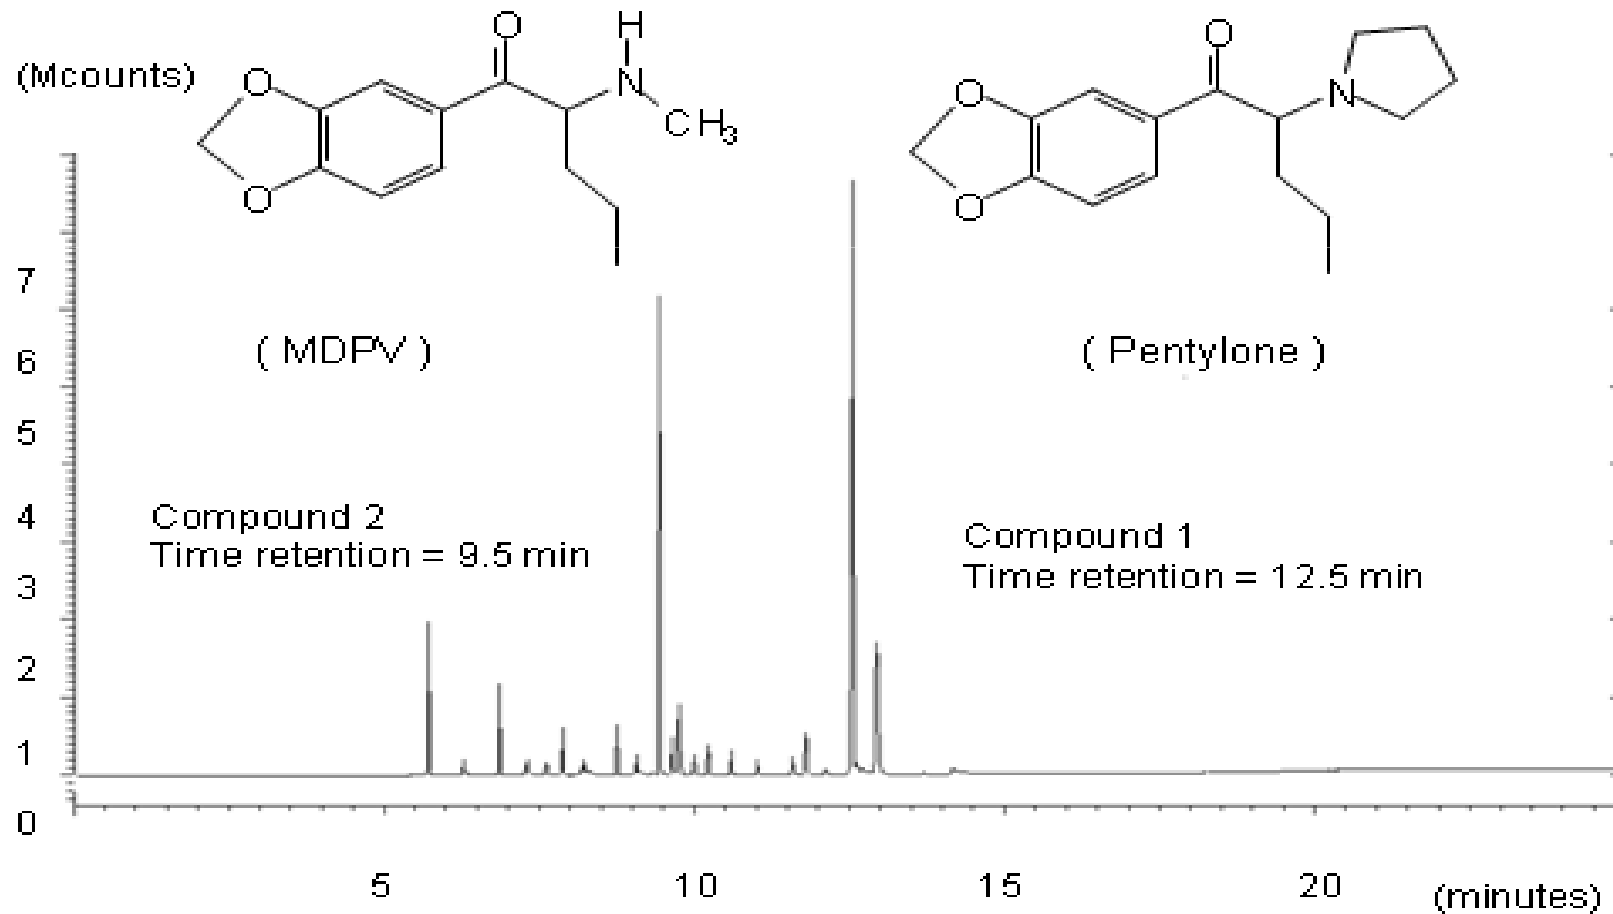 (Mcounts)
O
H
N
CH3
O
O
O
N
O
O
7
( MDPV )
( Pentylone )
6
5
4
Compound 2
Time retention = 9.5 min
Compound 1
Time retention = 12.5 min
3
2
1
0
5
10
15
20
(minutes)